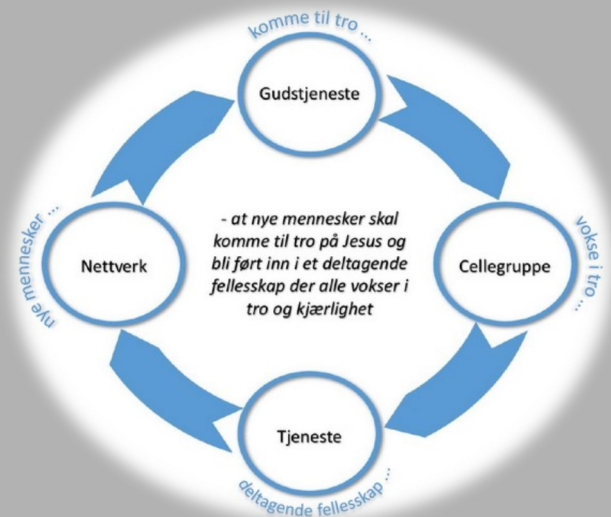 komme til tro ...
Gudstjeneste
nye mennesker ...
Nettverk
- at nye mennesker skal
komme til tro på Jesus og
bli ført inn i et deltagende
fellesskap der alle vokser i
tro og kjærlighet
Cellegruppe
vokse i tro ...
Tjeneste
deltagende fellesskap ...